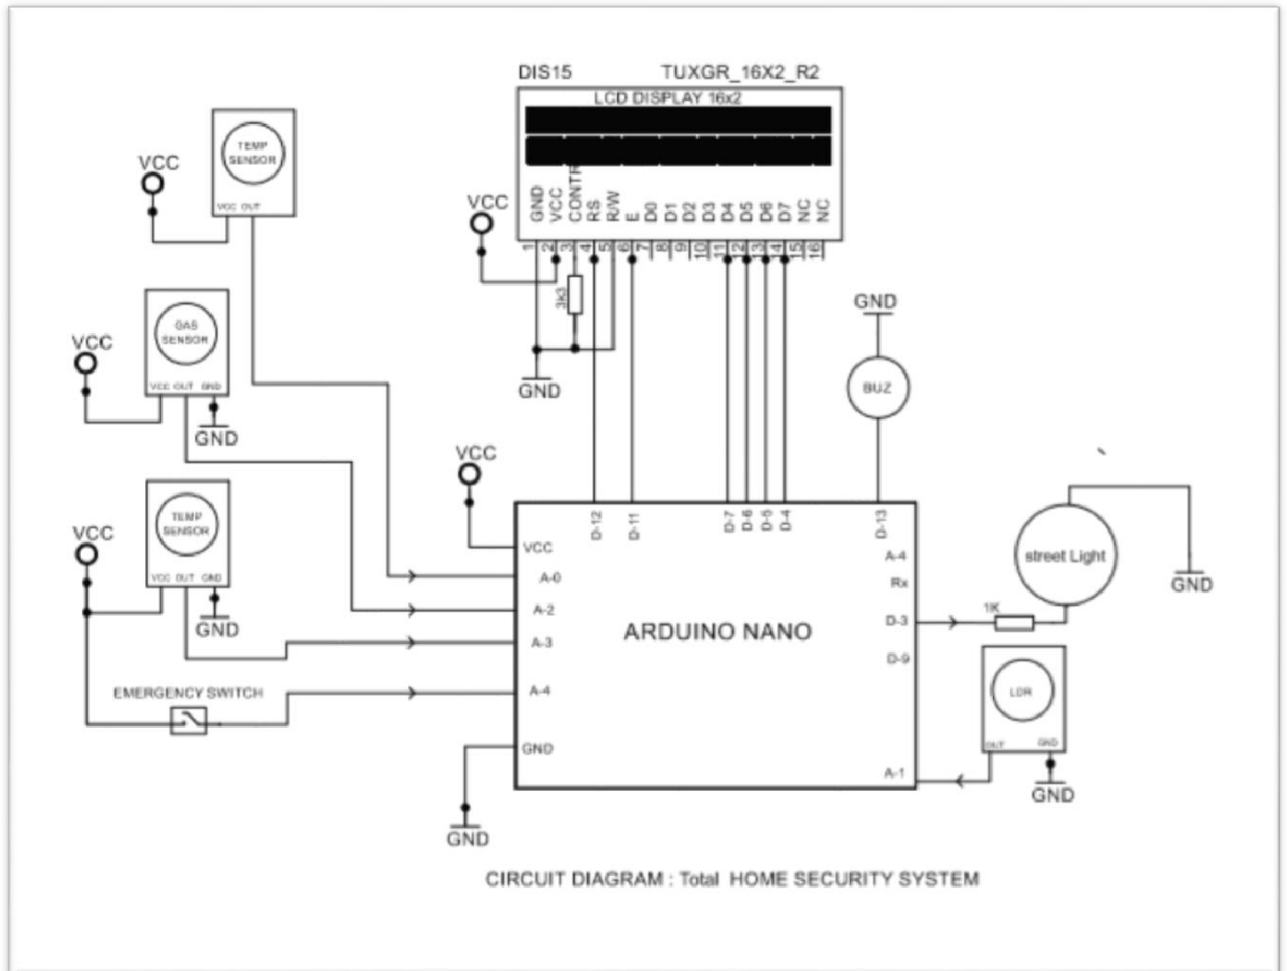 DIS15 TUXGR_16X2_R2
LCD DISPLAY 16x2
GND VCC CONTR RS R/W E D0 D1 D2 D3 D4 D5 D6 D7 NC NC
1 2 3 4 5 6 7 8 9 10 11 12 13 14 15 16
VCC
3k3
GND
VCC
TEMP
SENSOR
VCC OUT
VCC
GAS
SENSOR
VCC OUT GND
GND
VCC
TEMP
SENSOR
VCC OUT GND
GND
EMERGENCY SWITCH
GND
BUZ
VCC
D-12 D-11 D-7 D-6 D-5 D-4 D-13
VCC
A-0
A-2
A-3
A-4
GND
ARDUINO NANO
A-4
Rx
D-3
D-9
A-1
GND
street Light
GND
1K
LDR
OUT GND
GND
CIRCUIT DIAGRAM : Total HOME SECURITY SYSTEM